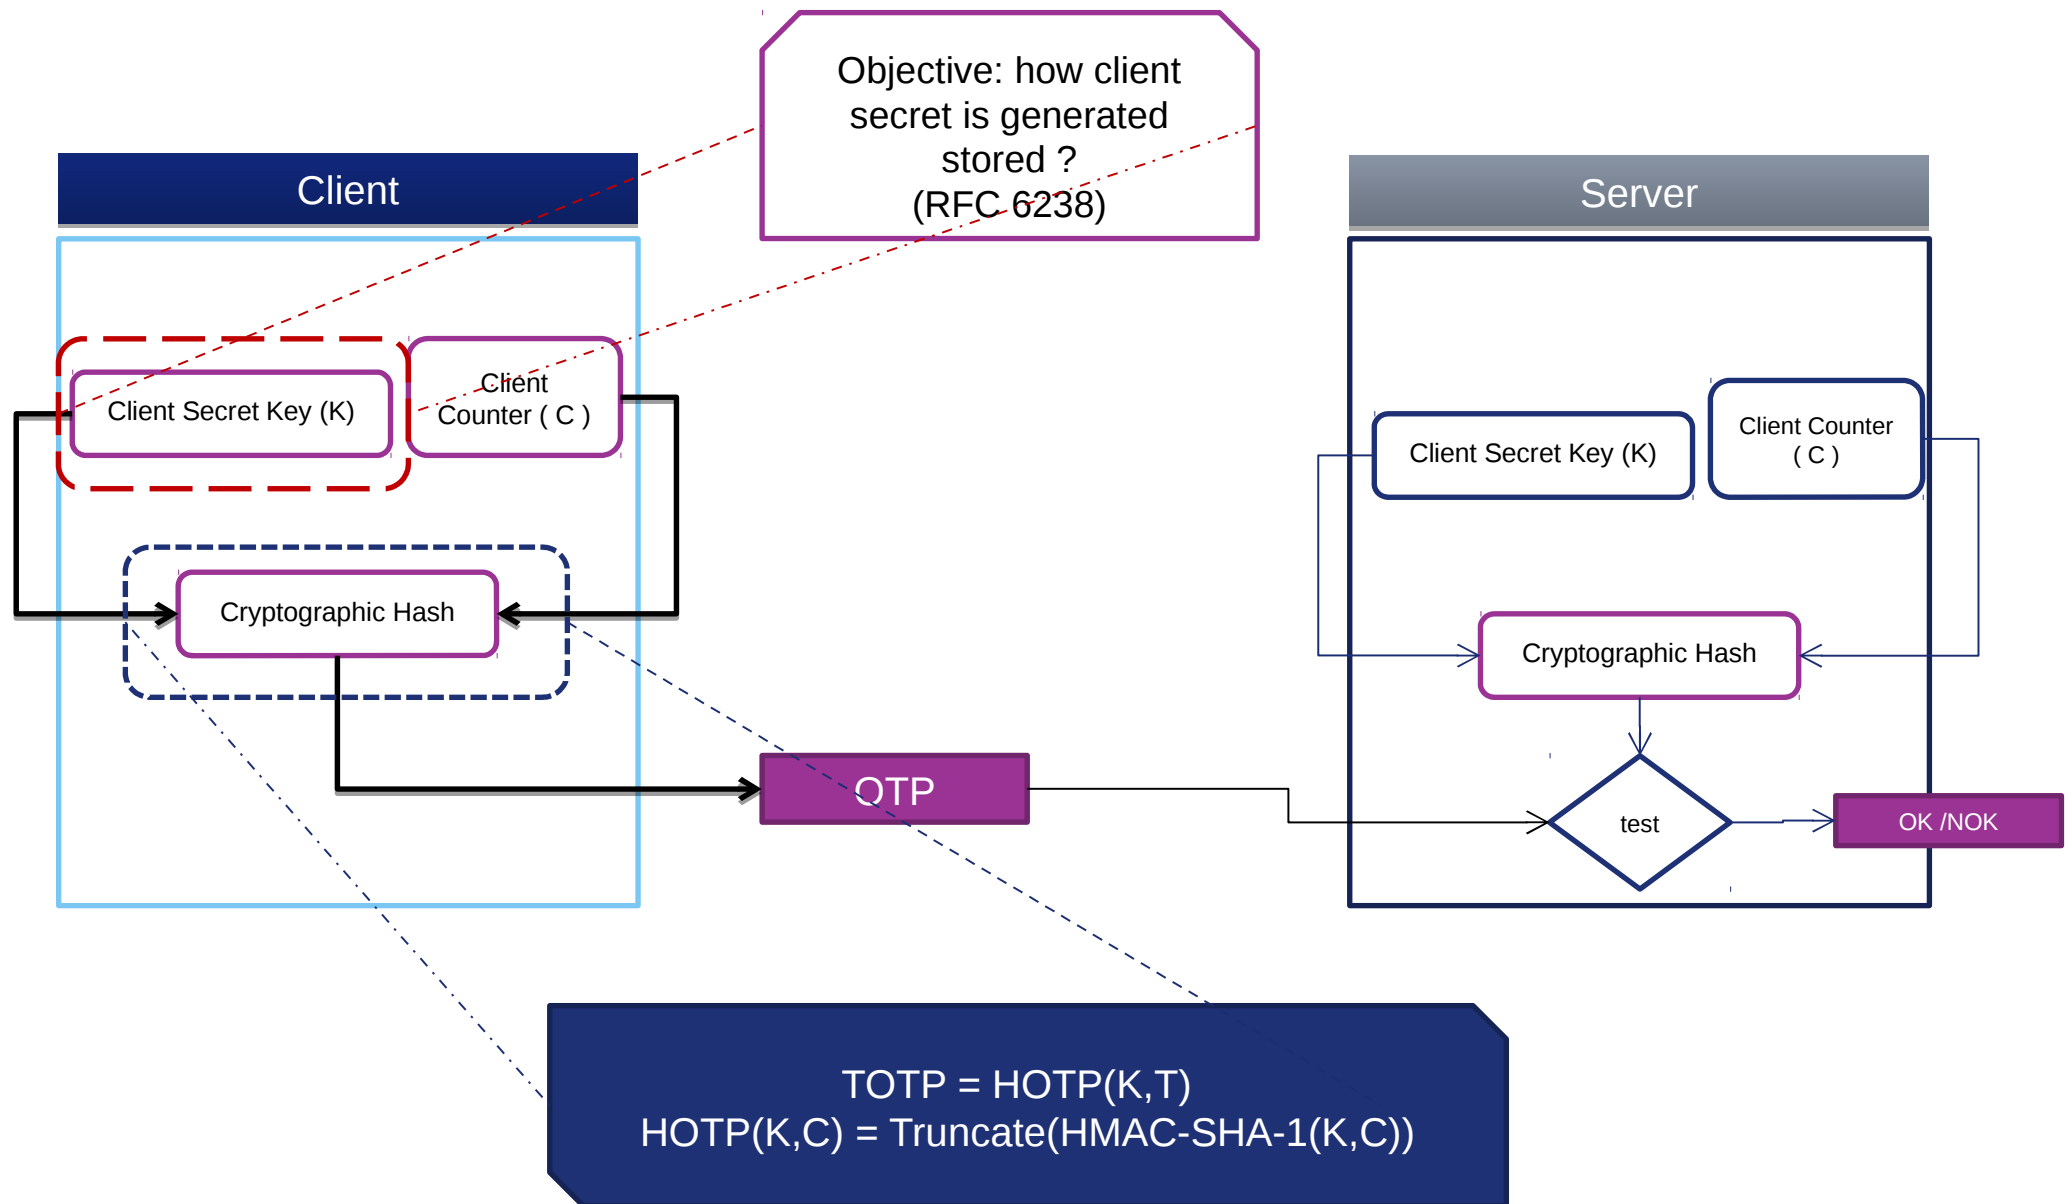 Objective: how client
secret is generated
stored ?
(RFC 6238)
Client
Server
Client Secret Key (K)
Client
Counter ( C )
Cryptographic Hash
OTP
Client Secret Key (K)
Client Counter
( C )
Cryptographic Hash
test
OK /NOK
TOTP = HOTP(K,T)
HOTP(K,C) = Truncate(HMAC-SHA-1(K,C))